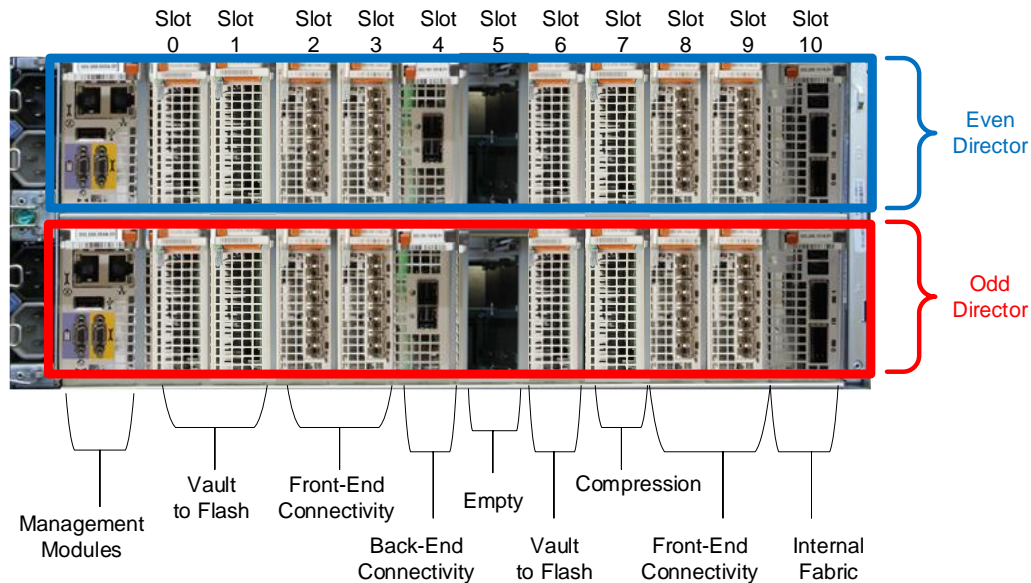 Slot Slot Slot Slot Slot Slot Slot Slot Slot Slot Slot
0 1 2 3 4 5 6 7 8 9 10
Even
Director
Odd
Director
Management
Modules
Vault
to Flash
Front-End
Connectivity
Back-End
Connectivity
Empty
Vault
to Flash
Compression
Front-End
Connectivity
Internal
Fabric